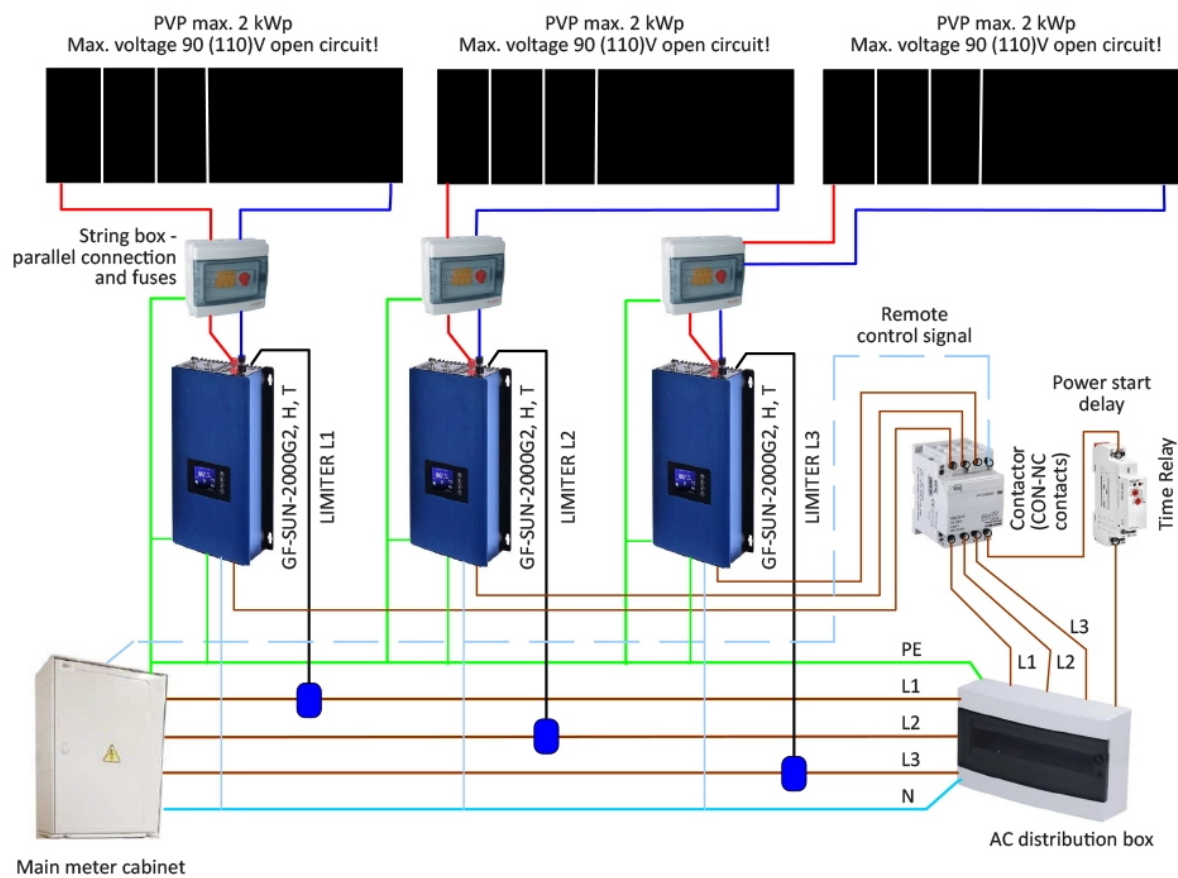 PVP max. 2 kWp
Max. voltage 90 (110)V open circuit!
PVP max. 2 kWp
Max. voltage 90 (110)V open circuit!
PVP max. 2 kWp
Max. voltage 90 (110)V open circuit!
String box -
parallel connection
and fuses
Remote
control signal
Power start
delay
GF-SUN-2000G2, H, T
LIMITER L1
GF-SUN-2000G2, H, T
LIMITER L2
GF-SUN-2000G2, H, T
LIMITER L3
Contactor
(CON-NC
contacts)
Time Relay
L3
L1
L2
PE
L1
L2
L3
N
AC distribution box
Main meter cabinet